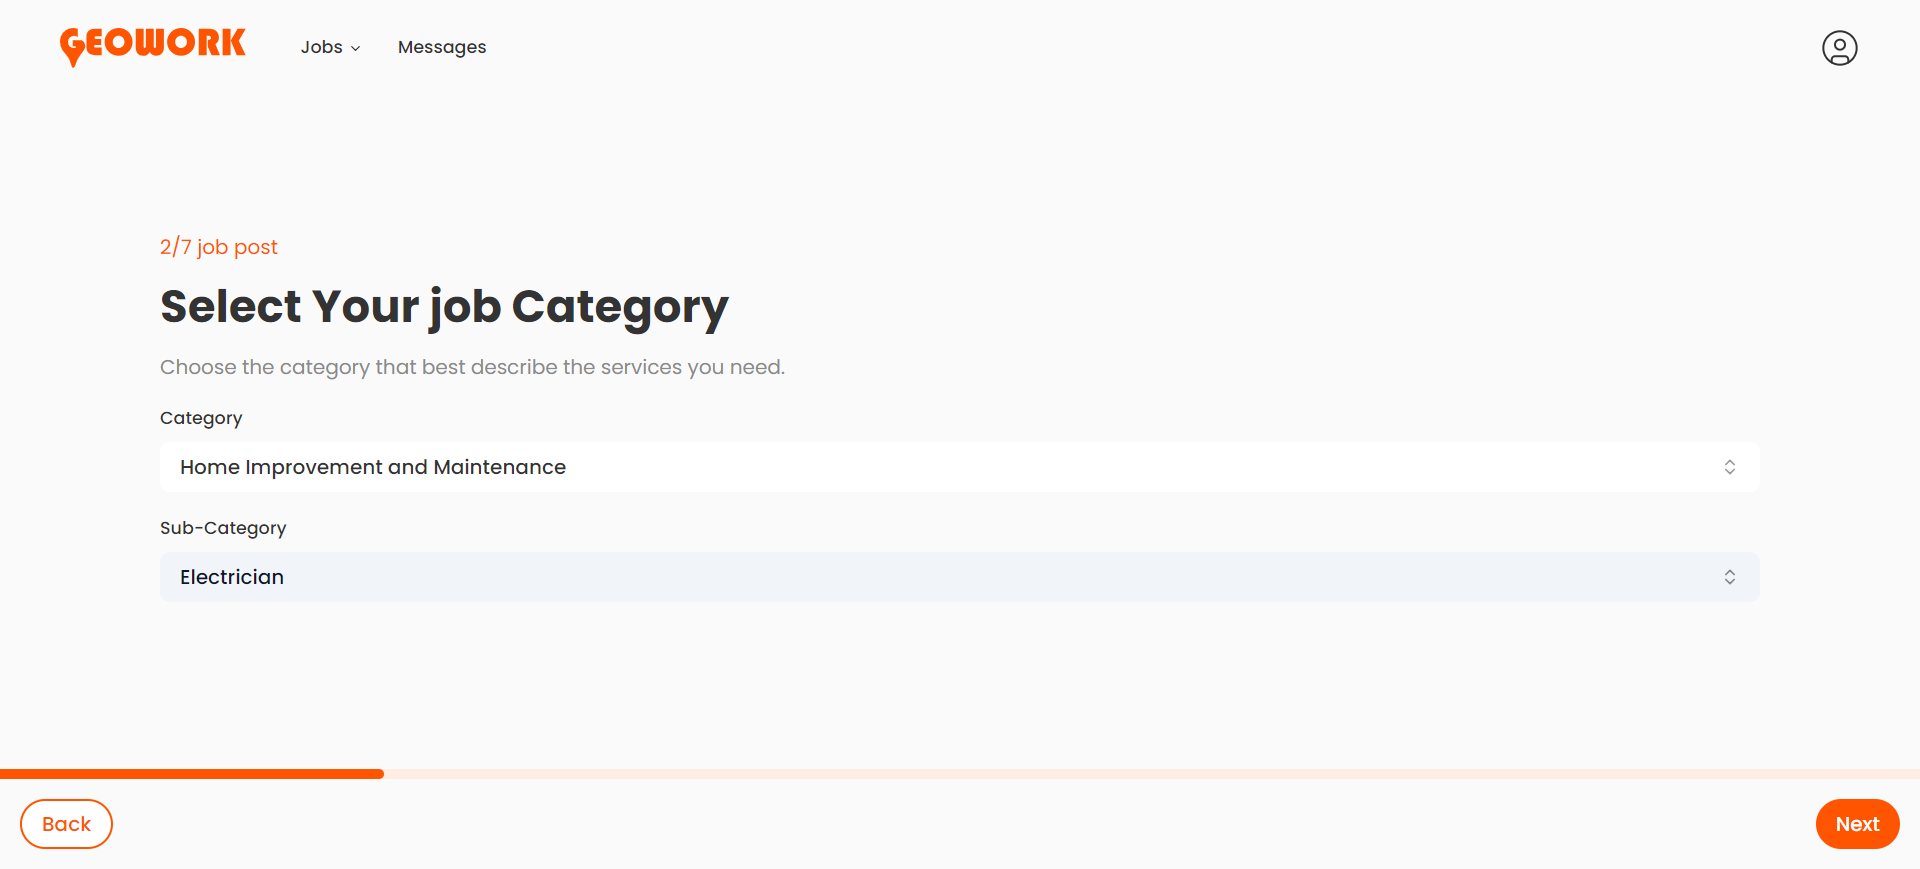 GEOWORK
Jobs
Messages
2/7 job post
Select Your job Category
Choose the category that best describe the services you need.
Category
Home Improvement and Maintenance
Sub-Category
Electrician
Back
Next